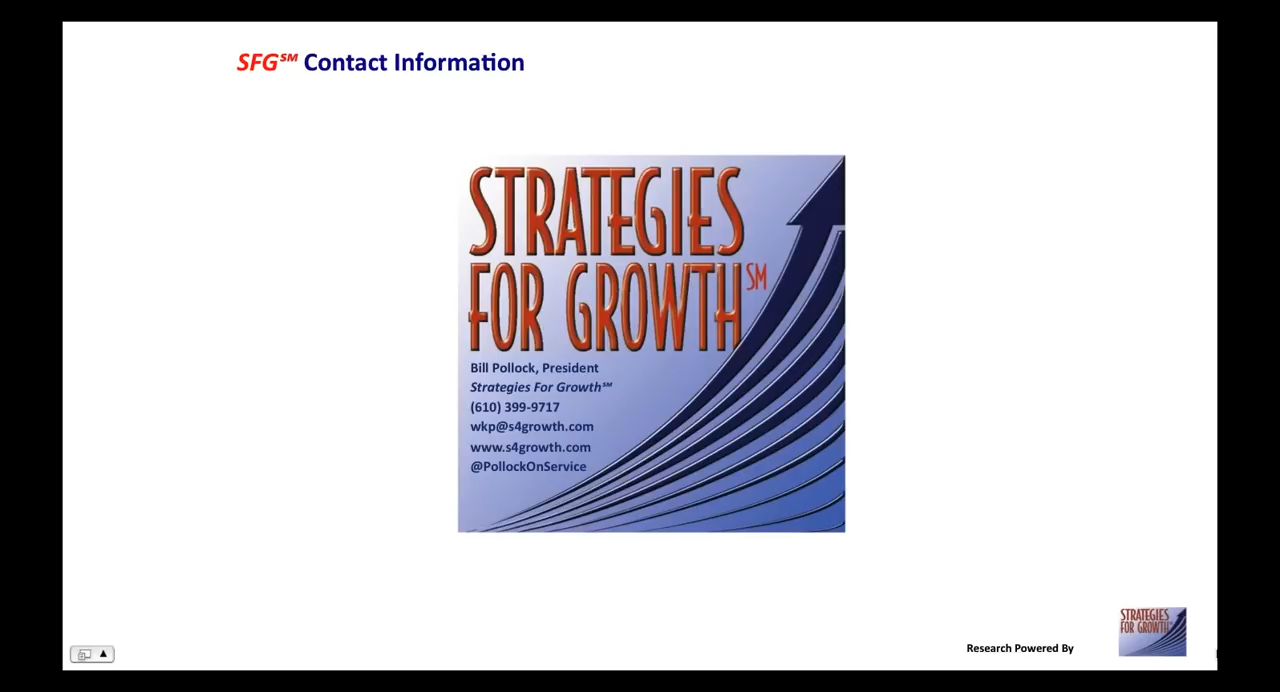 SFG℠ Contact Information
STRATEGIES
FOR GROWTH℠
Bill Pollock, President
Strategies For Growth℠
(610) 399-9717
wkp@s4growth.com
www.s4growth.com
@PollockOnService
Research Powered By
STRATEGIES
FOR GROWTH